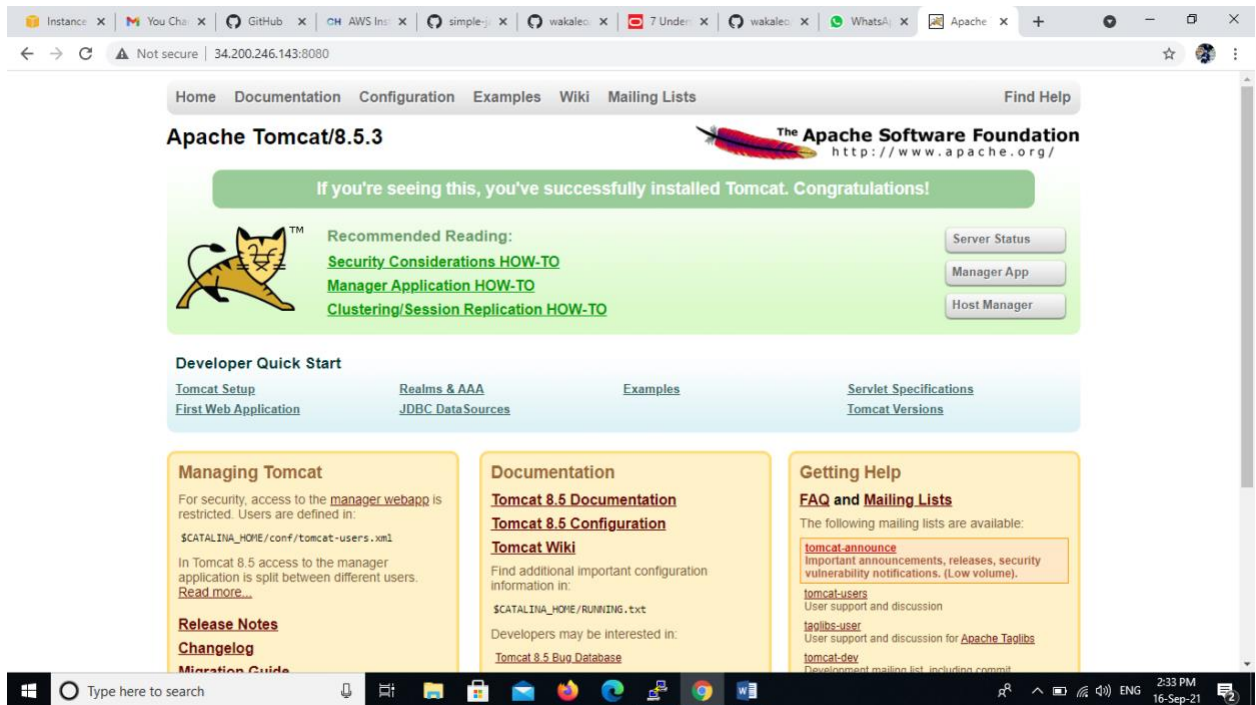 Instance
You Cha
GitHub
CH AWS Ins
simple-j
wakaleo
7 Under
wakaleo
WhatsA
Apache
Not secure | 34.200.246.143:8080
Home Documentation Configuration Examples Wiki Mailing Lists Find Help
Apache Tomcat/8.5.3
The Apache Software Foundation
http://www.apache.org/
If you're seeing this, you've successfully installed Tomcat. Congratulations!
TM
Recommended Reading:
Security Considerations HOW-TO
Manager Application HOW-TO
Clustering/Session Replication HOW-TO
Server Status
Manager App
Host Manager
Developer Quick Start
Tomcat Setup
First Web Application
Realms & AAA
JDBC DataSources
Examples
Servlet Specifications
Tomcat Versions
Managing Tomcat
For security, access to the manager webapp is
restricted. Users are defined in:
$CATALINA_HOME/conf/tomcat-users.xml
In Tomcat 8.5 access to the manager
application is split between different users.
Read more...
Release Notes
Changelog
Migration Guide
Documentation
Tomcat 8.5 Documentation
Tomcat 8.5 Configuration
Tomcat Wiki
Find additional important configuration
information in:
$CATALINA_HOME/RUNNING.txt
Developers may be interested in:
Tomcat 8.5 Bug Database
Getting Help
FAQ and Mailing Lists
The following mailing lists are available:
tomcat-announce
Important announcements, releases, security
vulnerability notifications. (Low volume).
tomcat-users
User support and discussion
taglibs-user
User support and discussion for Apache Taglibs
tomcat-dev
Development mailing list, including commit
Type here to search
ENG
2:33 PM
16-Sep-21
2